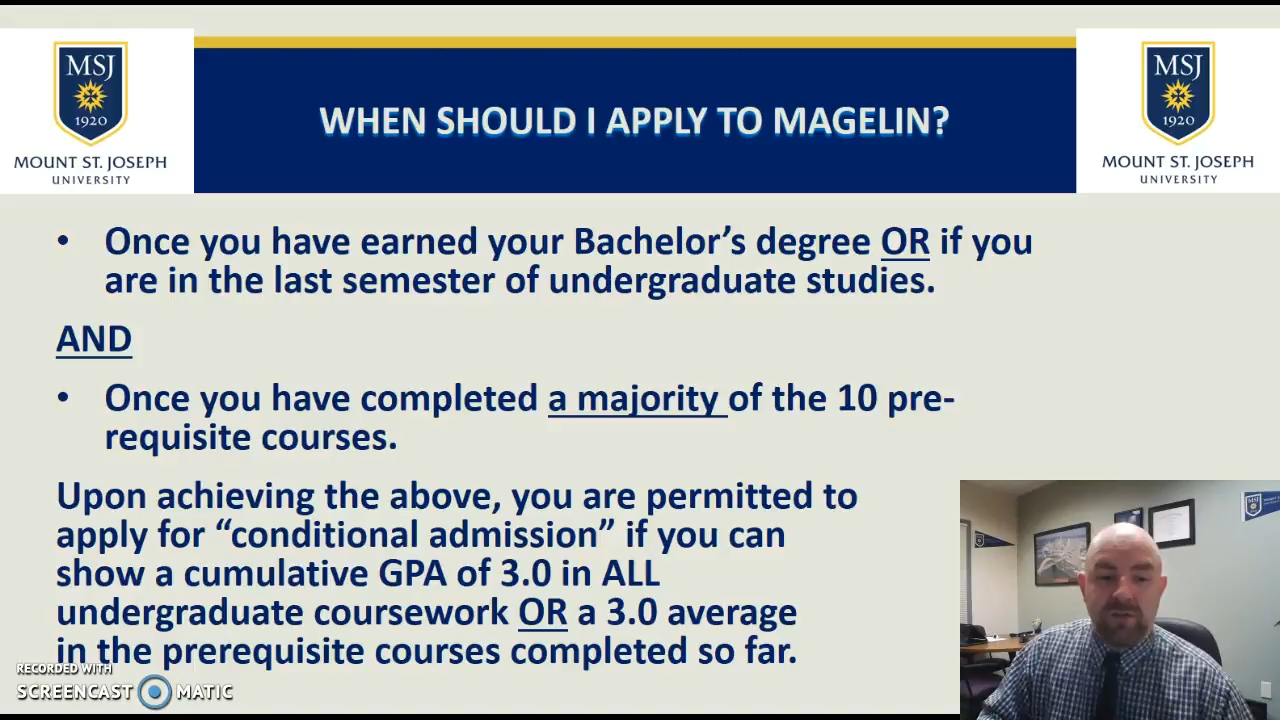 MSJ
1920
MOUNT ST. JOSEPH
UNIVERSITY
WHEN SHOULD I APPLY TO MAGELIN?
MSJ
1920
MOUNT ST. JOSEPH
UNIVERSITY
• Once you have earned your Bachelor’s degree OR if you
are in the last semester of undergraduate studies.
AND
• Once you have completed a majority of the 10 pre-
requisite courses.
Upon achieving the above, you are permitted to
apply for “conditional admission” if you can
show a cumulative GPA of 3.0 in ALL
undergraduate coursework OR a 3.0 average
in the prerequisite courses completed so far.
RECORDED WITH
SCREENCAST MATIC
MSJ